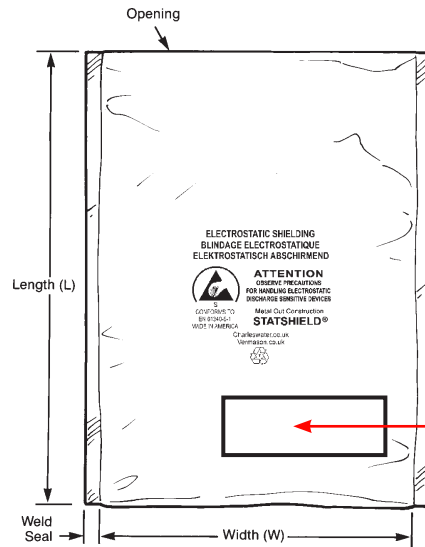 Opening
Length (L)
ELECTROSTATIC SHIELDING
BLINDAGE ELECTROSTATIQUE
ELEKTROSTATISCH ABSCHIRMEND
ATTENTION
OBSERVE PRECAUTIONS
FOR HANDLING ELECTROSTATIC
DISCHARGE SENSITIVE DEVICES
S
CONFORMS TO
EN 61340-5-1
MADE IN AMERICA
Metal Out Construction
STATSHIELD®
Charleswater.co.uk
Vermason.co.uk
Weld
Seal
Width (W)